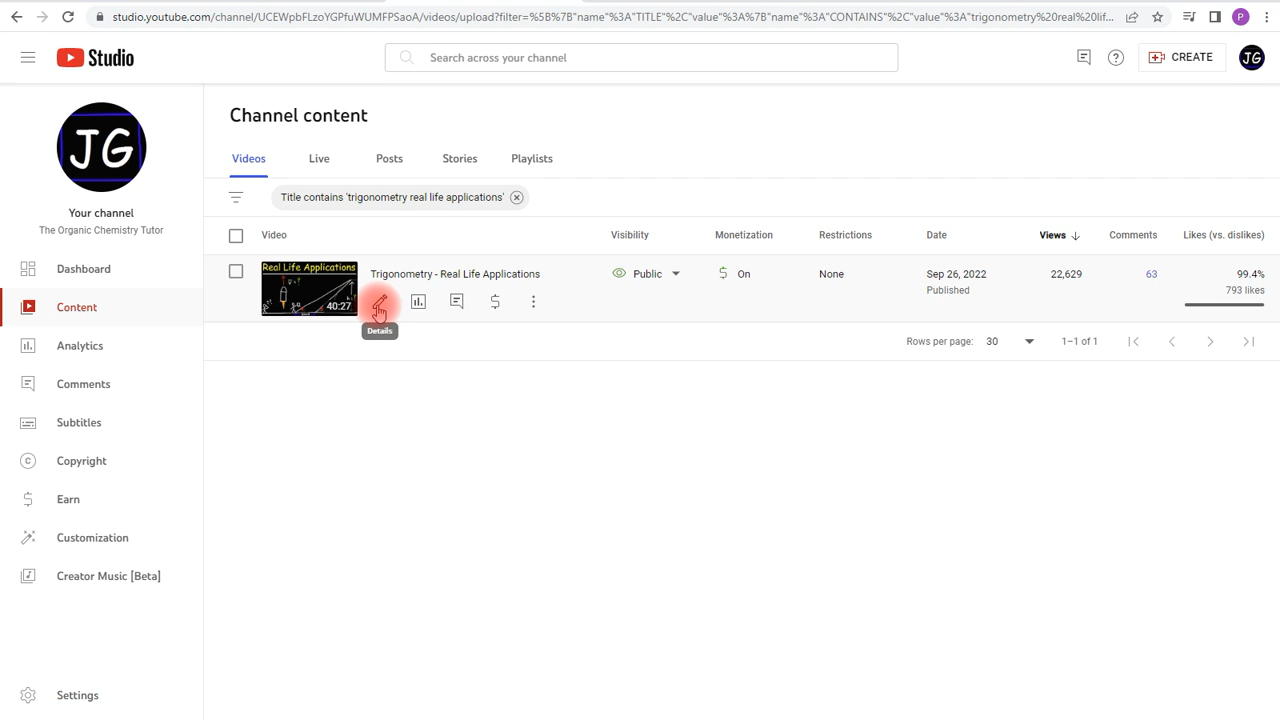 studio.youtube.com/channel/UCEWpbFLzoYGPfuWUMFPSaoA/videos/upload?filter=%5B%7B"name"%3A"TITLE"%2C"value"%3A%7B"name"%3A"CONTAINS"%2C"value"%3A"trigonometry%20real%20lif...
P
Studio
Search across your channel
?
CREATE
JG
JG
Your channel
The Organic Chemistry Tutor
Dashboard
Content
Analytics
Comments
Subtitles
Copyright
Earn
Customization
Creator Music [Beta]
Settings
Channel content
Videos Live Posts Stories Playlists
Title contains 'trigonometry real life applications'
Video Visibility Monetization Restrictions Date Views Comments Likes (vs. dislikes)
Real Life Applications
40:27
Trigonometry - Real Life Applications Public On None Sep 26, 2022 22,629 63 99.4%
Published 793 likes
Details
Rows per page: 30 1–1 of 1